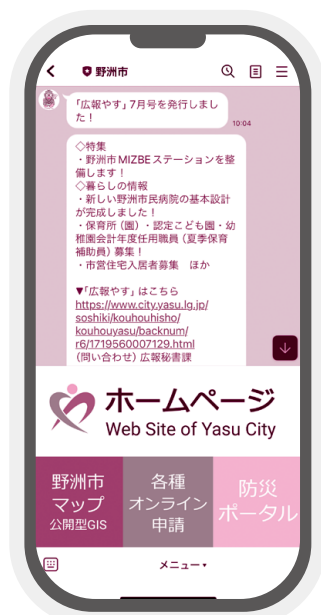 野洲市
「広報やす」7月号を発行しまし
た！
10:04
◇特集
・野洲市MIZBEステーションを整
備します！
◇暮らしの情報
・新しい野洲市民病院の基本設計
が完成しました！
・保育所（園）・認定こども園・幼
稚園会計年度任用職員（夏季保育
補助員）募集！
・市営住宅入居者募集　ほか
▼「広報やす」はこちら
https://www.city.yasu.lg.jp/
soshiki/kouhouhisho/
kouhouyasu/backnum/
r6/1719560007129.html
（問い合わせ）広報秘書課
ホームページ
Web Site of Yasu City
野洲市
マップ
公開型GIS
各種
オンライン
申請
防災
ポータル
メニュー▾